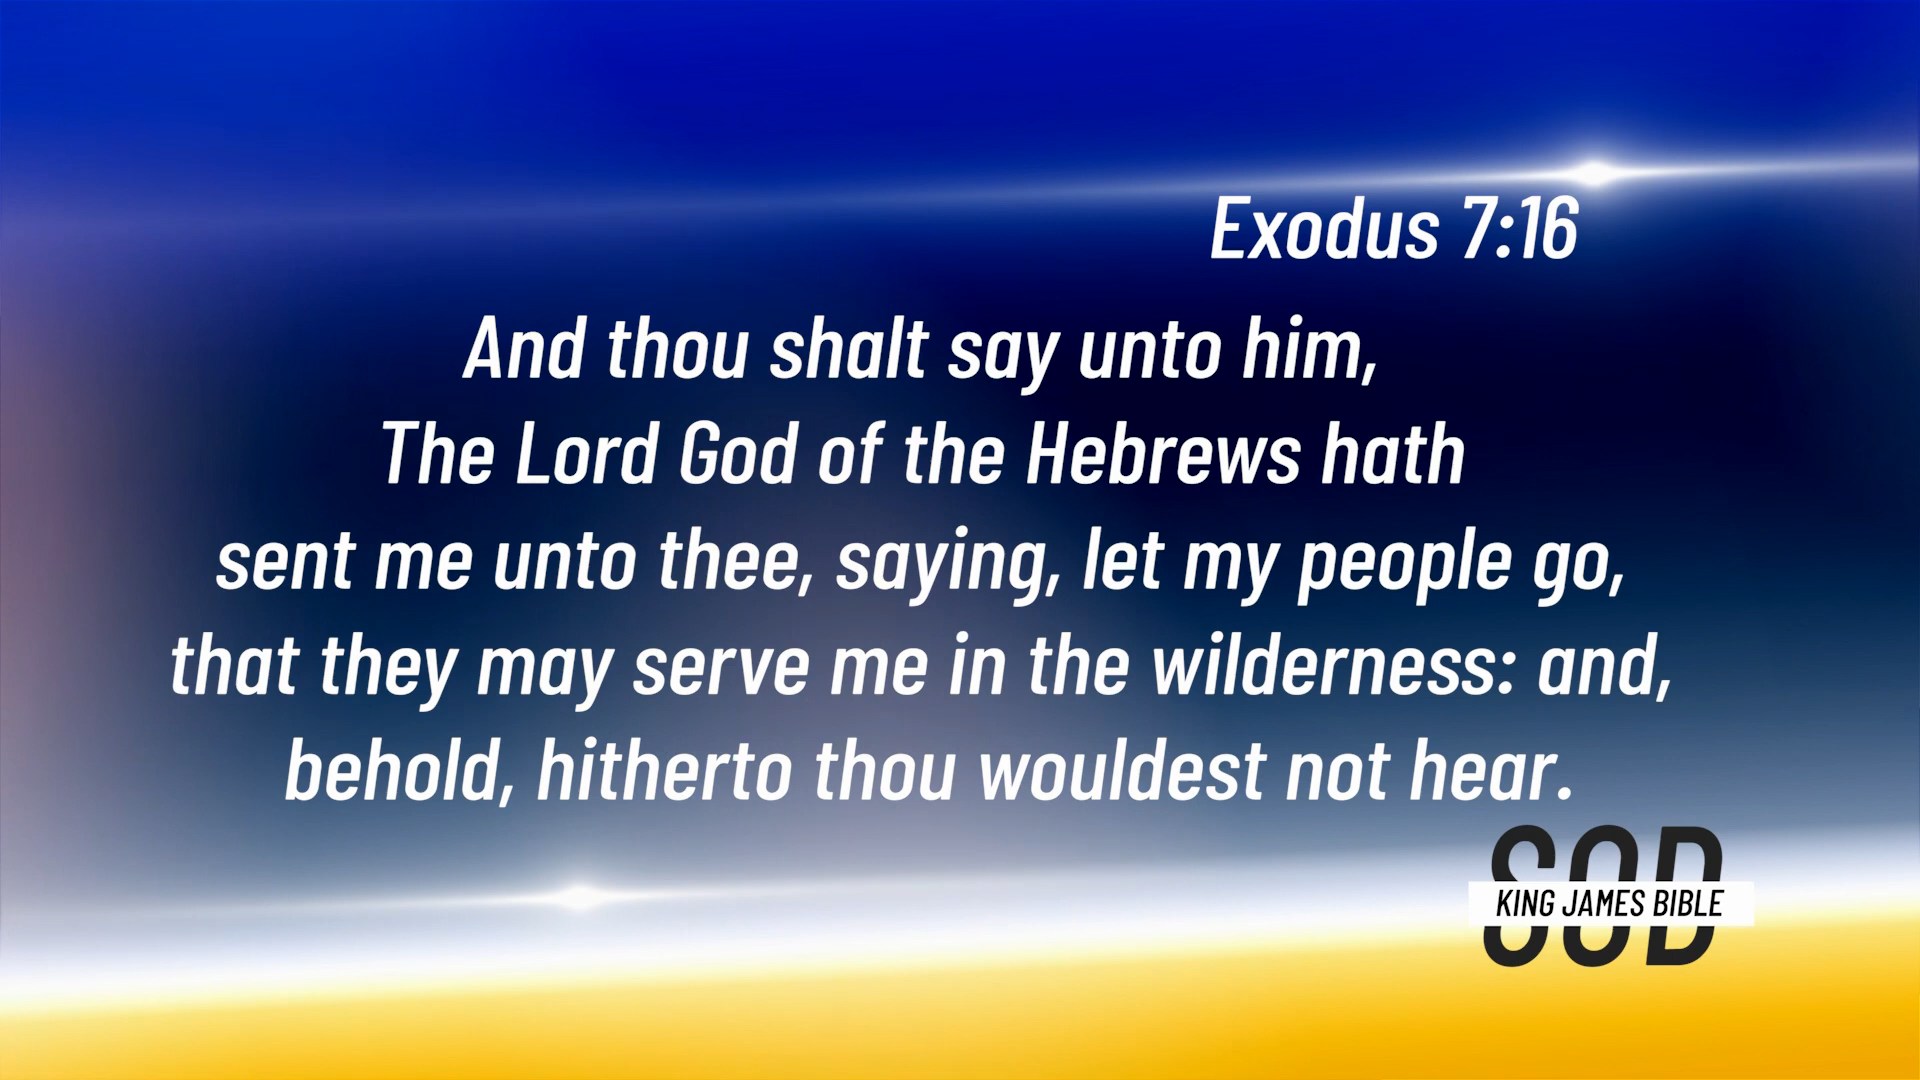 Exodus 7:16
And thou shalt say unto him,
The Lord God of the Hebrews hath
sent me unto thee, saying, let my people go,
that they may serve me in the wilderness: and,
behold, hitherto thou wouldest not hear.
SOD
KING JAMES BIBLE